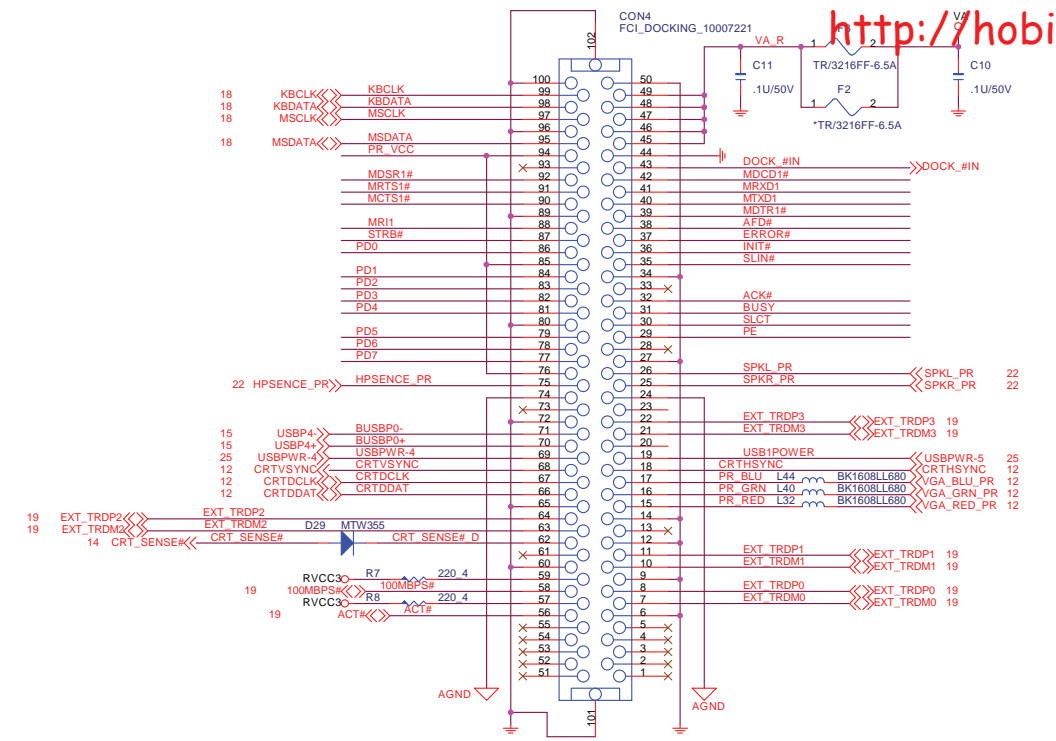 CON4
FCI_DOCKING_10007221
http://hobi
VA
VA_R
1 2
C11
.1U/50V
TR/3216FF-6.5A
F2
1 2
*TR/3216FF-6.5A
C10
.1U/50V
102
100 50
18 KBCLK KBCLK 99 49
18 KBDATA KBDATA 98 48
18 MSCLK MSCLK 97 47
96 46
18 MSDATA MSDATA 95 45
PR_VCC 94 44
93 43 DOCK_#IN DOCK_#IN
MDSR1# 92 42 MDCD1#
MRTS1# 91 41 MRXD1
MCTS1# 90 40 MTXD1
89 39 MDTR1#
MRI1 88 38 AFD#
STRB# 87 37 ERROR#
PD0 86 36 INIT#
85 35 SLIN#
PD1 84 34
PD2 83 33
PD3 82 32 ACK#
PD4 81 31 BUSY
80 30 SLCT
PD5 79 29 PE
PD6 78 28
PD7 77 27
76 26 SPKL_PR SPKL_PR 22
22 HPSENCE_PR HPSENCE_PR 75 25 SPKR_PR SPKR_PR 22
74 24
73 23
72 22 EXT_TRDP3 EXT_TRDP3 19
15 USBP4- BUSBP0- 71 21 EXT_TRDM3 EXT_TRDM3 19
15 USBP4+ BUSBP0+ 70 20
25 USBPWR-4 USBPWR-4 69 19 USB1POWER USBPWR-5 25
12 CRTVSYNC CRTVSYNC 68 18 CRTHSYNC CRTHSYNC 12
12 CRTDCLK CRTDCLK 67 17 PR_BLU L44 BK1608LL680 VGA_BLU_PR 12
12 CRTDDAT CRTDDAT 66 16 PR_GRN L40 BK1608LL680 VGA_GRN_PR 12
65 15 PR_RED L32 BK1608LL680 VGA_RED_PR 12
19 EXT_TRDP2 EXT_TRDP2 64 14
19 EXT_TRDM2 EXT_TRDM2 63 13
14 CRT_SENSE# CRT_SENSE# D29 MTW355 CRT_SENSE#_D 62 12
61 11 EXT_TRDP1 EXT_TRDP1 19
60 10 EXT_TRDM1 EXT_TRDM1 19
RVCC3 R7 220_4 59 9
19 100MBPS# 100MBPS# 58 8 EXT_TRDP0 EXT_TRDP0 19
RVCC3 R8 220_4 57 7 EXT_TRDM0 EXT_TRDM0 19
19 ACT# ACT# 56 6
55 5
54 4
53 3
52 2
51 1
AGND
AGND
101